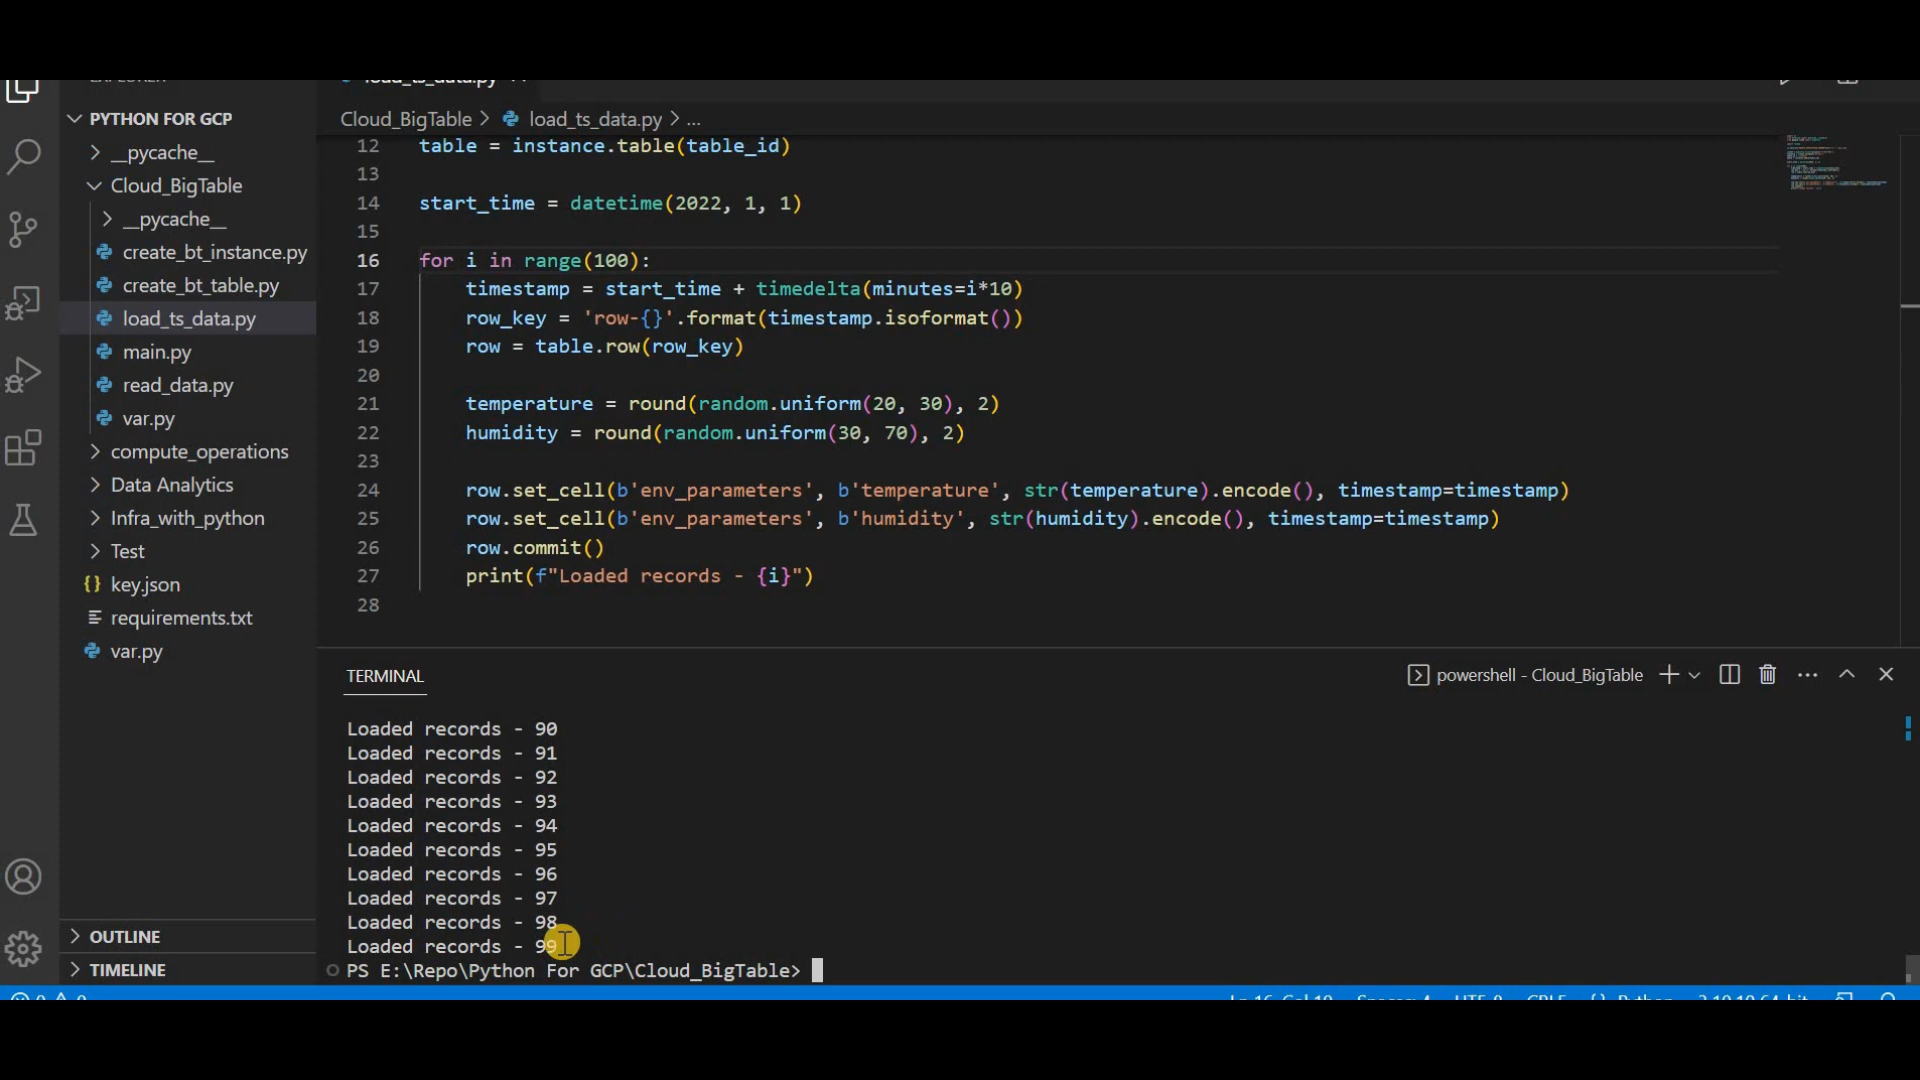 PYTHON FOR GCP
__pycache__
Cloud_BigTable
__pycache__
create_bt_instance.py
create_bt_table.py
load_ts_data.py
main.py
read_data.py
var.py
compute_operations
Data Analytics
Infra_with_python
Test
{} key.json
requirements.txt
var.py
OUTLINE
TIMELINE
load_ts_data.py
Cloud_BigTable > load_ts_data.py > ...
12 table = instance.table(table_id)
13
14 start_time = datetime(2022, 1, 1)
15
16 for i in range(100):
17 timestamp = start_time + timedelta(minutes=i*10)
18 row_key = 'row-{}'.format(timestamp.isoformat())
19 row = table.row(row_key)
20
21 temperature = round(random.uniform(20, 30), 2)
22 humidity = round(random.uniform(30, 70), 2)
23
24 row.set_cell(b'env_parameters', b'temperature', str(temperature).encode(), timestamp=timestamp)
25 row.set_cell(b'env_parameters', b'humidity', str(humidity).encode(), timestamp=timestamp)
26 row.commit()
27 print(f"Loaded records - {i}")
28
TERMINAL
powershell - Cloud_BigTable
Loaded records - 90
Loaded records - 91
Loaded records - 92
Loaded records - 93
Loaded records - 94
Loaded records - 95
Loaded records - 96
Loaded records - 97
Loaded records - 98
Loaded records - 99
PS E:\Repo\Python For GCP\Cloud_BigTable>